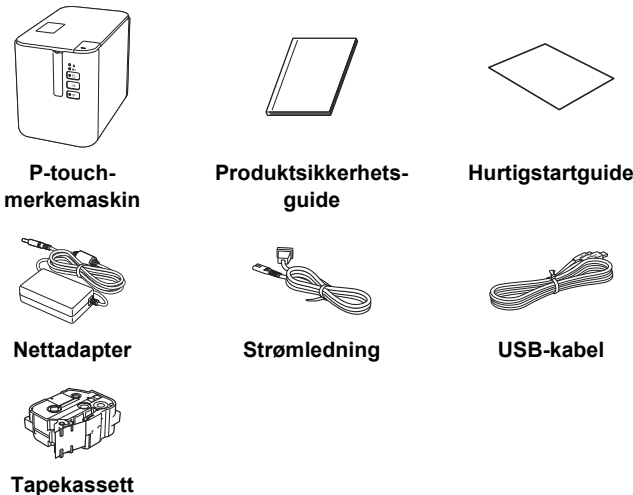 P-touch-
merkemaskin
Produktsikkerhets-
guide
Hurtigstartguide
Nettadapter
Strømledning
USB-kabel
Tapekassett